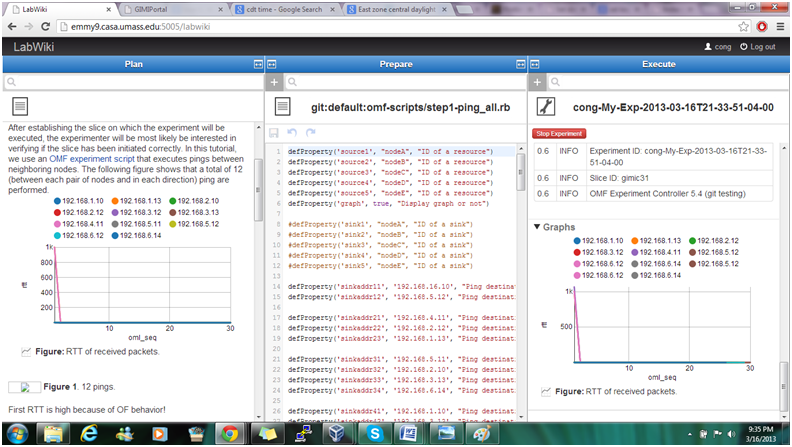 LabWiki
GIMIPortal
cdt time - Google Search
East zone central daylight
emmy9.casa.umass.edu:5005/labwiki
LabWiki
cong
Log out
Plan
Prepare
Execute
After establishing the slice on which the experiment will be
executed, the experimenter will be most likely be interested in
verifying if the slice has been initiated correctly. In this tutorial,
we use an OMF experiment script that executes pings between
neighboring nodes. The following figure shows that a total of 12
(between each pair of nodes and in each direction) ping are
performed.
192.168.1.10 192.168.1.13 192.168.2.10
192.168.2.12 192.168.3.12 192.168.3.13
192.168.4.11 192.168.5.11 192.168.5.12
192.168.6.12 192.168.6.14
1k
800
600
400
200
rtt
10 20 30
oml_seq
Figure: RTT of received packets.
Figure 1. 12 pings.
First RTT is high because of OF behavior!
git:default:omf-scripts/step1-ping_all.rb
1 defProperty('source1', "nodeA", "ID of a resource")
2 defProperty('source2', "nodeB", "ID of a resource")
3 defProperty('source3', "nodeC", "ID of a resource")
4 defProperty('source4', "nodeD", "ID of a resource")
5 defProperty('source5', "nodeE", "ID of a resource")
6 defProperty('graph', true, "Display graph or not")
7
8 #defProperty('sink1', "nodeA", "ID of a sink")
9 #defProperty('sink2', "nodeB", "ID of a sink")
10 #defProperty('sink3', "nodeC", "ID of a sink")
11 #defProperty('sink4', "nodeD", "ID of a sink")
12 #defProperty('sink5', "nodeE", "ID of a sink")
13
14 defProperty('sinkaddr11', '192.168.16.10', "Ping destinat
15 defProperty('sinkaddr12', '192.168.5.12', "Ping destinati
16
17 defProperty('sinkaddr21', '192.168.4.11', "Ping destinati
18 defProperty('sinkaddr22', '192.168.2.12', "Ping destinati
19 defProperty('sinkaddr23', '192.168.1.13', "Ping destinati
20
21 defProperty('sinkaddr31', '192.168.5.11', "Ping destinati
22 defProperty('sinkaddr32', '192.168.2.10', "Ping destinati
23 defProperty('sinkaddr33', '192.168.3.13', "Ping destinati
24 defProperty('sinkaddr34', '192.168.6.14', "Ping destinati
25
26 defProperty('sinkaddr41', '192.168.1.10', "Ping destinati
cong-My-Exp-2013-03-16T21-33-51-04-00
Stop Experiment
0.6 INFO Experiment ID: cong-My-Exp-2013-03-16T21-33-
51-04-00
0.6 INFO Slice ID: gimic31
0.6 INFO OMF Experiment Controller 5.4 (git testing)
Graphs
192.168.1.10 192.168.1.13 192.168.2.12
192.168.3.12 192.168.4.11 192.168.5.12
192.168.6.12 192.168.6.14 192.168.5.12
192.168.6.12 192.168.6.14
1k
500
rtt
10 20 30
oml_seq
Figure: RTT of received packets.
9:35 PM
3/16/2013